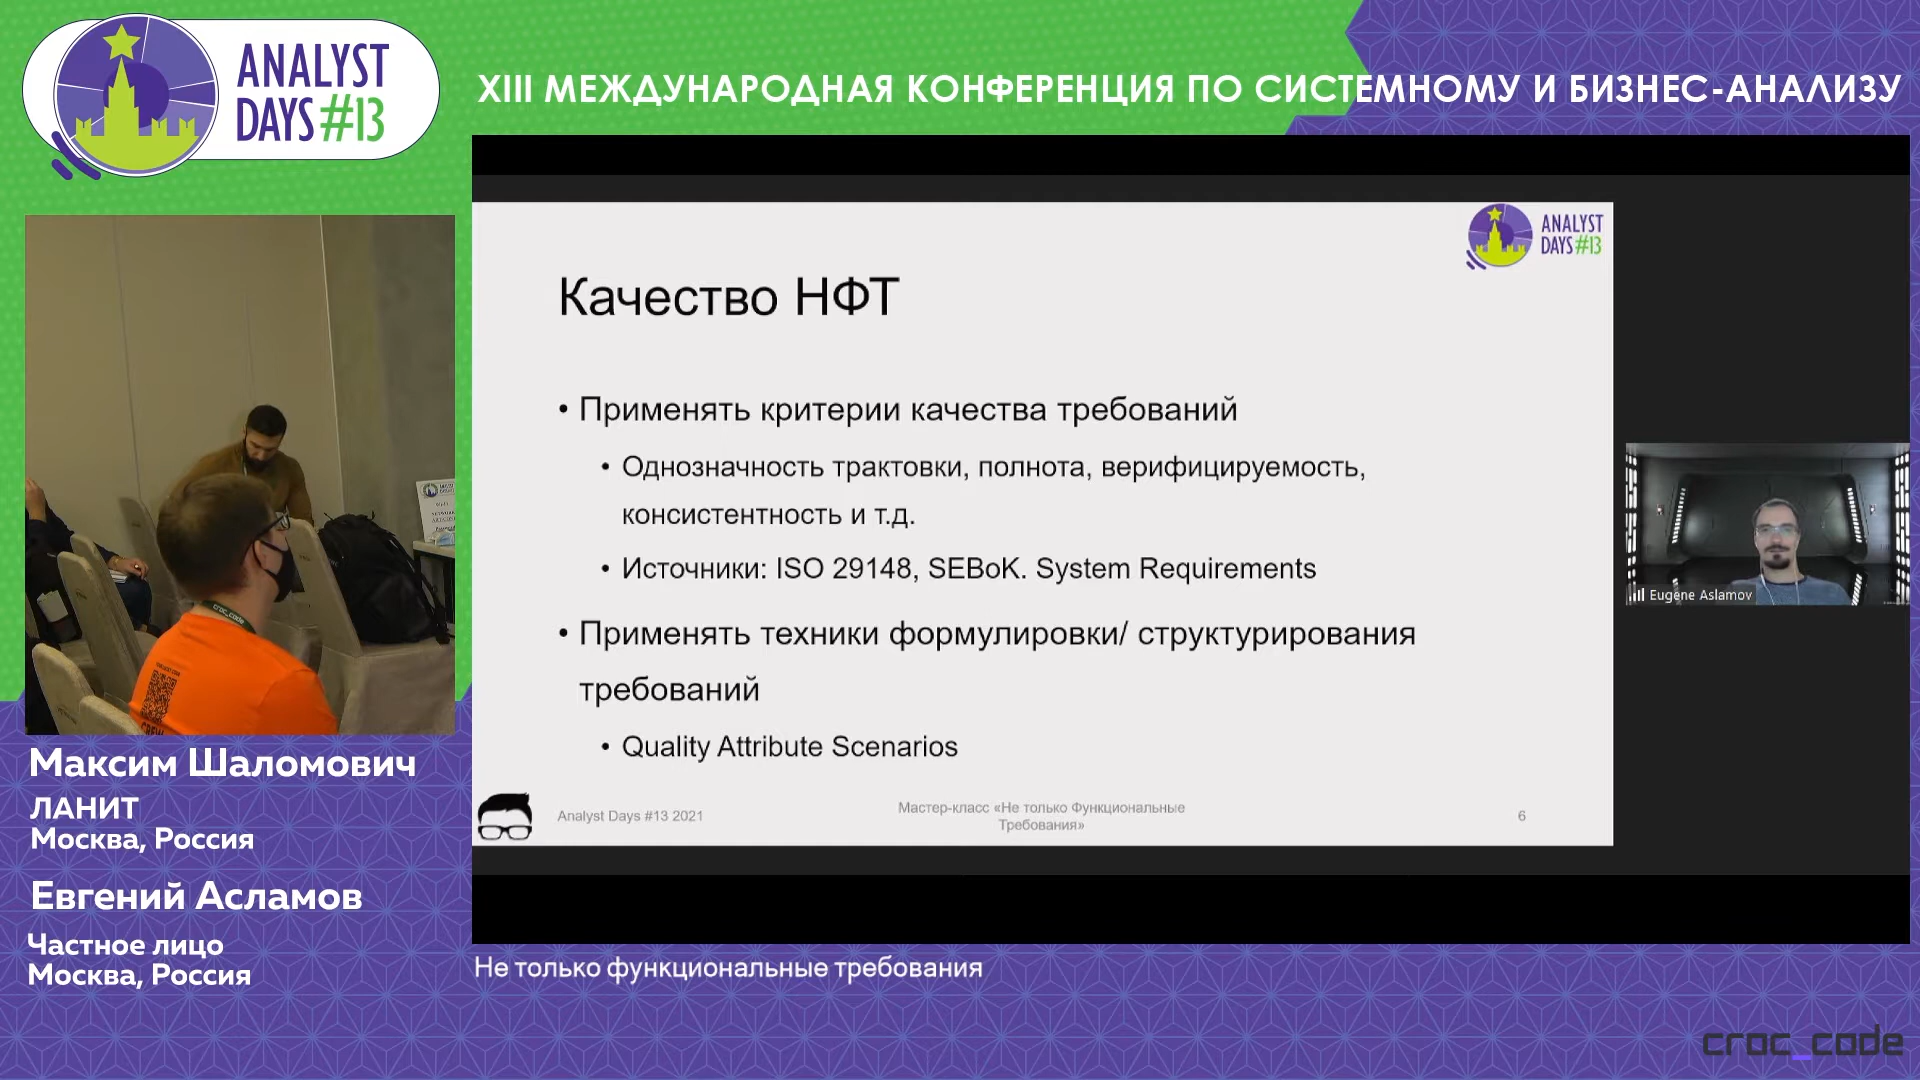 ANALYST
DAYS #13
XIII МЕЖДУНАРОДНАЯ КОНФЕРЕНЦИЯ ПО СИСТЕМНОМУ И БИЗНЕС-АНАЛИЗУ
ANALYST
DAYS #13
Качество НФТ
• Применять критерии качества требований
• Однозначность трактовки, полнота, верифицируемость,
консистентность и т.д.
• Источники: ISO 29148, SEBoK. System Requirements
• Применять техники формулировки/ структурирования
требований
• Quality Attribute Scenarios
Analyst Days #13 2021
Мастер-класс «Не только Функциональные
Требования»
6
Eugene Aslamov
croc_code
Максим Шаломович
ЛАНИТ
Москва, Россия
Евгений Асламов
Частное лицо
Москва, Россия
Не только функциональные требования
croc_code